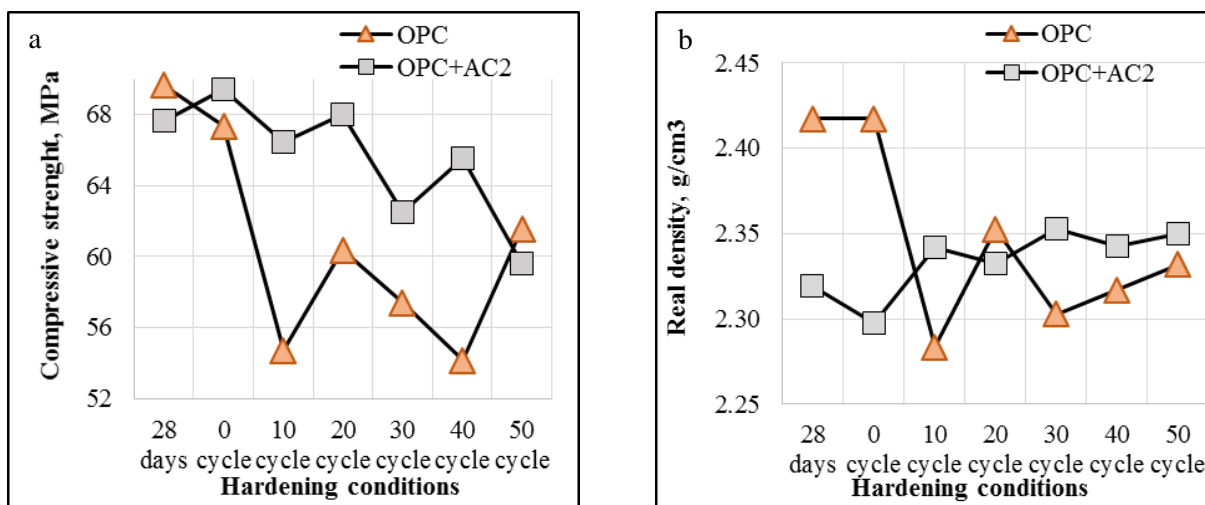 a
OPC
OPC+AC2
Compressive strenght, MPa
68
64
60
56
52
28 0 10 20 30 40 50
days cycle cycle cycle cycle cycle cycle
Hardening conditions
b
OPC
OPC+AC2
Real density, g/cm3
2.45
2.40
2.35
2.30
2.25
28 0 10 20 30 40 50
days cycle cycle cycle cycle cycle cycle
Hardening conditions